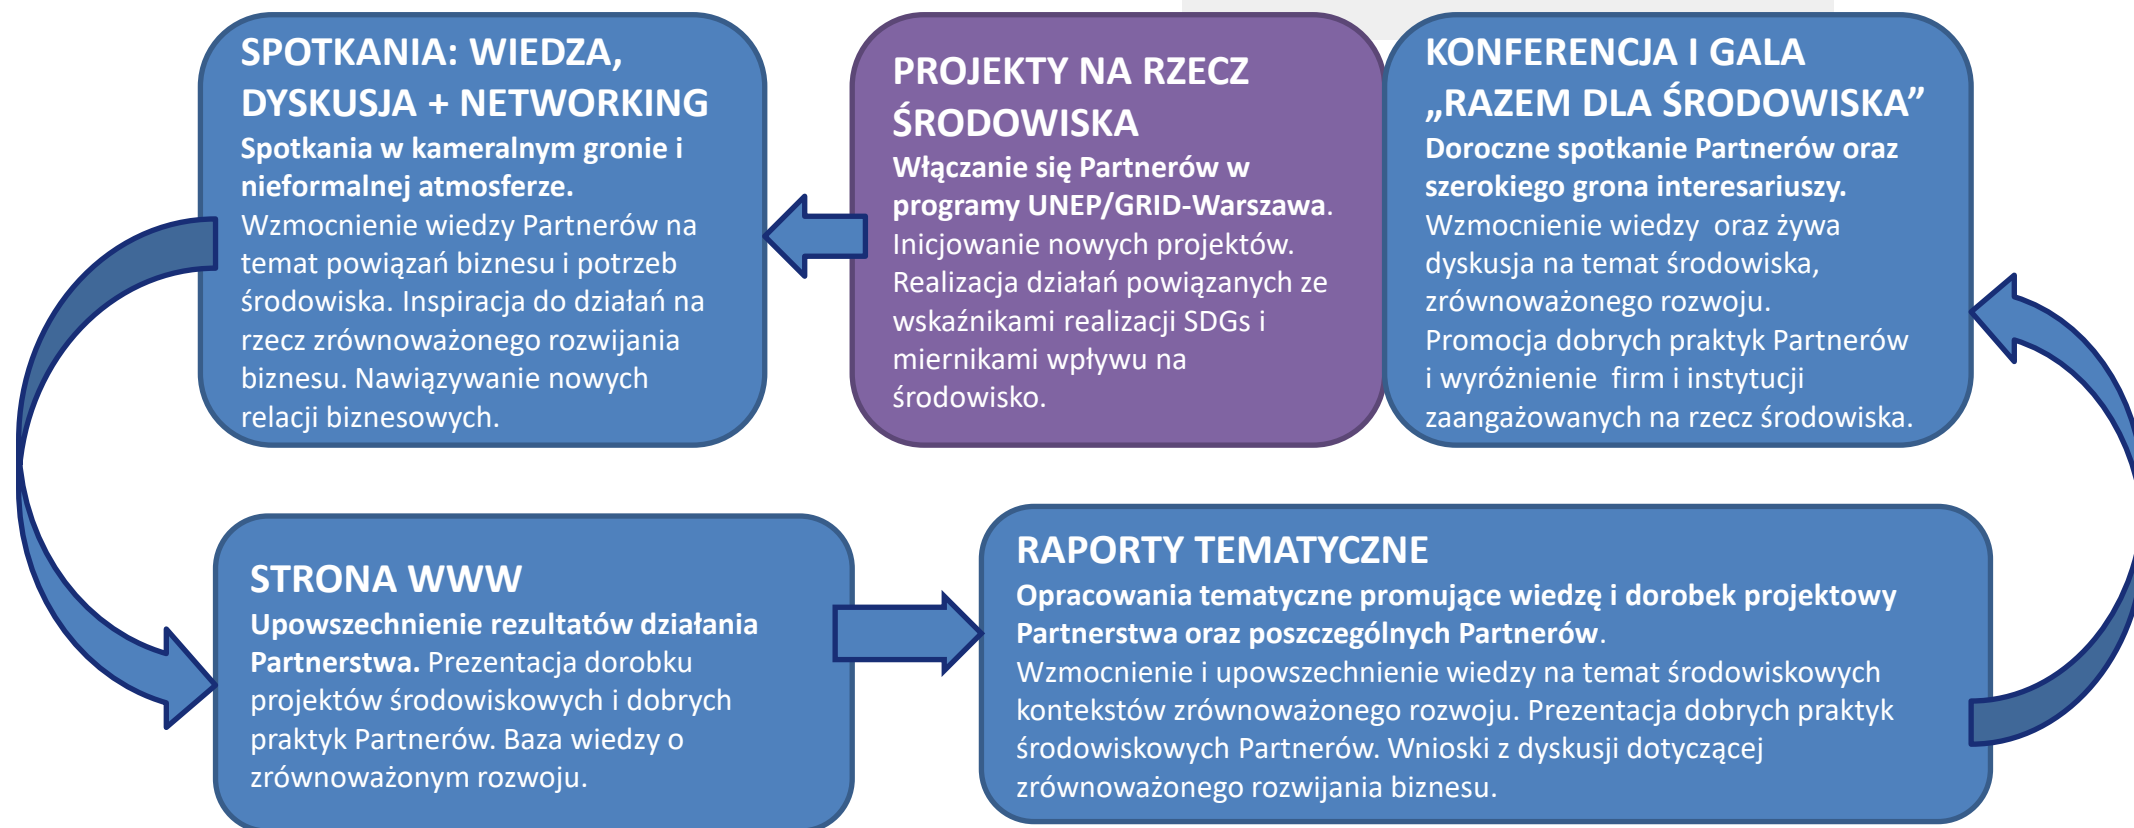 SPOTKANIA: WIEDZA,
DYSKUSJA + NETWORKING
Spotkania w kameralnym gronie i
nieformalnej atmosferze.
Wzmocnienie wiedzy Partnerów na
temat powiązań biznesu i potrzeb
środowiska. Inspiracja do działań na
rzecz zrównoważonego rozwijania
biznesu. Nawiązywanie nowych
relacji biznesowych.
PROJEKTY NA RZECZ
ŚRODOWISKA
Włączanie się Partnerów w
programy UNEP/GRID-Warszawa.
Inicjowanie nowych projektów.
Realizacja działań powiązanych ze
wskaźnikami realizacji SDGs i
miernikami wpływu na
środowisko.
KONFERENCJA I GALA
„RAZEM DLA ŚRODOWISKA”
Doroczne spotkanie Partnerów oraz
szerokiego grona interesariuszy.
Wzmocnienie wiedzy  oraz żywa
dyskusja na temat środowiska,
zrównoważonego rozwoju.
Promocja dobrych praktyk Partnerów
i wyróżnienie  firm i instytucji
zaangażowanych na rzecz środowiska.
STRONA WWW
Upowszechnienie rezultatów działania
Partnerstwa. Prezentacja dorobku
projektów środowiskowych i dobrych
praktyk Partnerów. Baza wiedzy o
zrównoważonym rozwoju.
RAPORTY TEMATYCZNE
Opracowania tematyczne promujące wiedzę i dorobek projektowy
Partnerstwa oraz poszczególnych Partnerów.
Wzmocnienie i upowszechnienie wiedzy na temat środowiskowych
kontekstów zrównoważonego rozwoju. Prezentacja dobrych praktyk
środowiskowych Partnerów. Wnioski z dyskusji dotyczącej
zrównoważonego rozwijania biznesu.